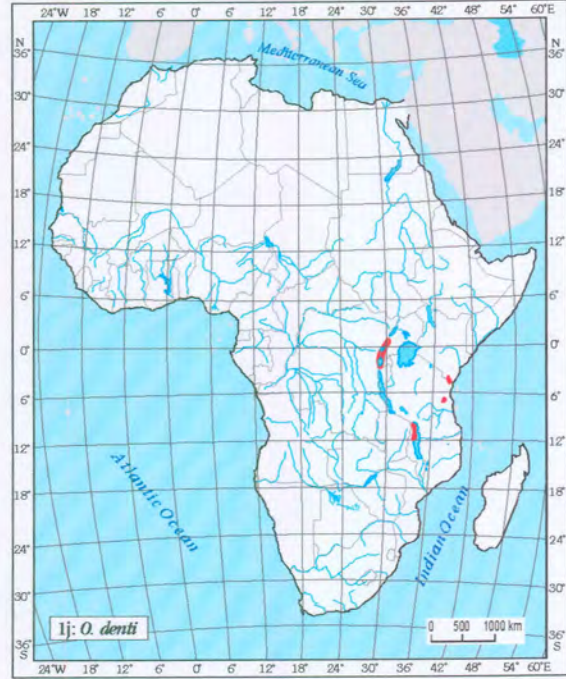 24°W 18° 12° 6° 0° 6° 12° 18° 24° 30° 36° 42° 48° 54° 60°E
N N
36° 36°
Mediterranean Sea
30° 30°
24° 24°
18° 18°
12° 12°
6° 6°
0° 0°
6° 6°
12° 12°
Atlantic Ocean
Indian Ocean
18° 18°
24° 24°
30° 30°
1j: O. denti
0 500 1000 km
36° 36°
S S
24°W 18° 12° 6° 0° 6° 12° 18° 24° 30° 36° 42° 48° 54° 60°E